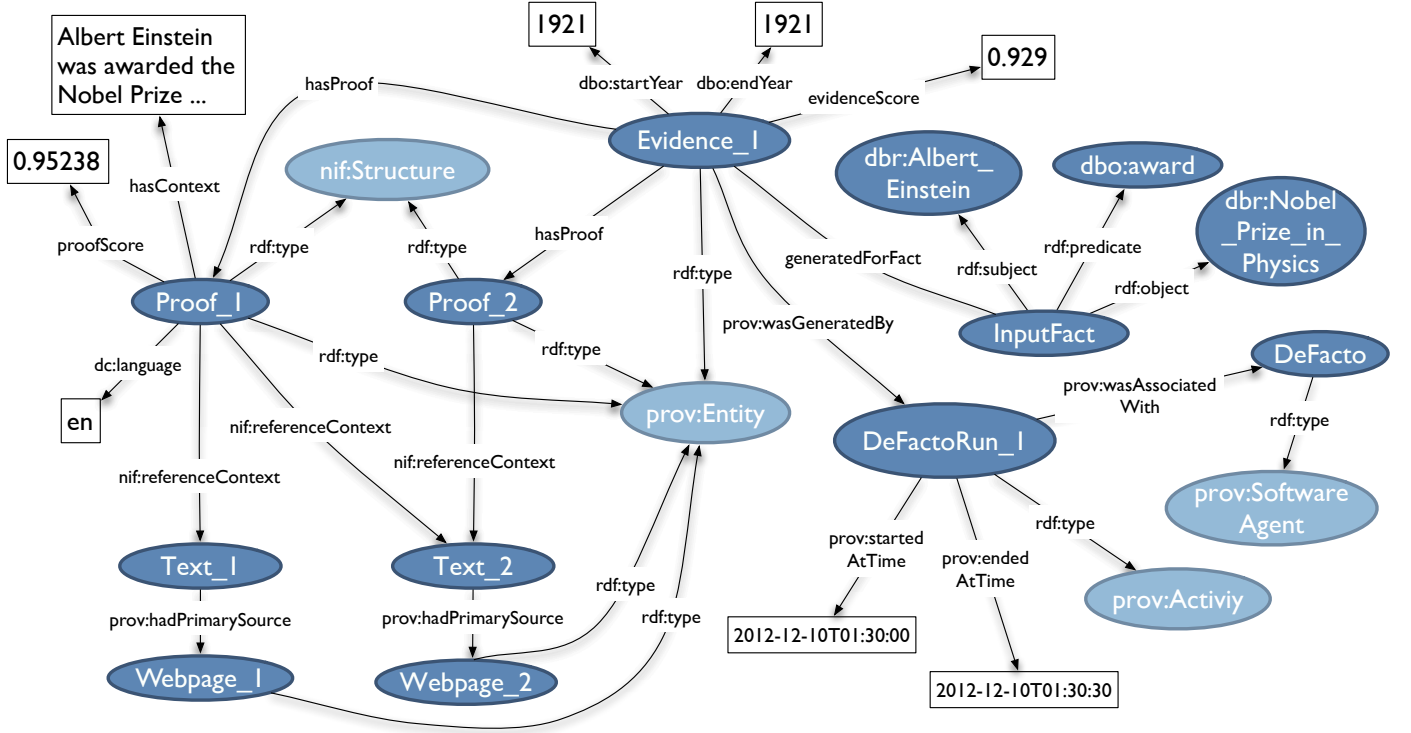 1921
1921
Albert Einstein
was awarded the
Nobel Prize ...
0.929
hasProof
dbo:startYear
dbo:endYear
evidenceScore
Evidence_1
0.95238
hasContext
nif:Structure
dbr:Albert_
Einstein
dbo:award
dbr:Nobel
_Prize_in_
Physics
proofScore
rdf:type
rdf:type
hasProof
rdf:type
generatedForFact
rdf:subject
rdf:predicate
rdf:object
Proof_1
Proof_2
prov:wasGeneratedBy
InputFact
dc:language
rdf:type
rdf:type
DeFacto
en
prov:Entity
prov:wasAssociated
With
nif:referenceContext
DeFactoRun_1
rdf:type
nif:referenceContext
nif:referenceContext
prov:Software
Agent
rdf:type
prov:started
AtTime
prov:ended
AtTime
Text_1
Text_2
rdf:type
prov:Activiy
prov:hadPrimarySource
prov:hadPrimarySource
rdf:type
2012-12-10T01:30:00
Webpage_1
Webpage_2
2012-12-10T01:30:30